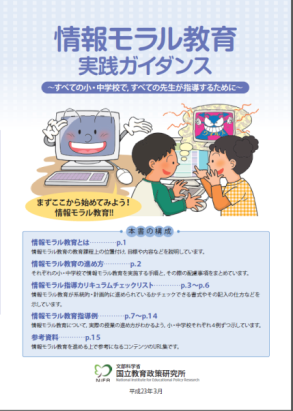 情報モラル教育
実践ガイダンス
～すべての小・中学校で，すべての先生が指導するために～
まずここから始めてみよう！
情報モラル教育!!
本書の構成
情報モラル教育とは…………p.1
情報モラル教育の教育課程上の位置付け，目標や内容などを説明しています。
情報モラル教育の進め方…………p.2
それぞれの小・中学校で情報モラル教育を実施する手順と，その際の配慮事項をまとめています。
情報モラル指導カリキュラムチェックリスト…………p.3～p.6
情報モラル教育が系統的・計画的に進められているかチェックできる書式やその記入の仕方などを
示しています。
情報モラル教育指導例…………p.7～p.14
情報モラル教育について，実際の授業の進め方がわかるよう，小・中学校それぞれ4例ずつ示しています。
参考資料…………p.15
情報モラル教育を進める上で参考になるコンテンツのURL集です。
NIER
文部科学省
国立教育政策研究所
National Institute for Educational Policy Research
平成23年3月